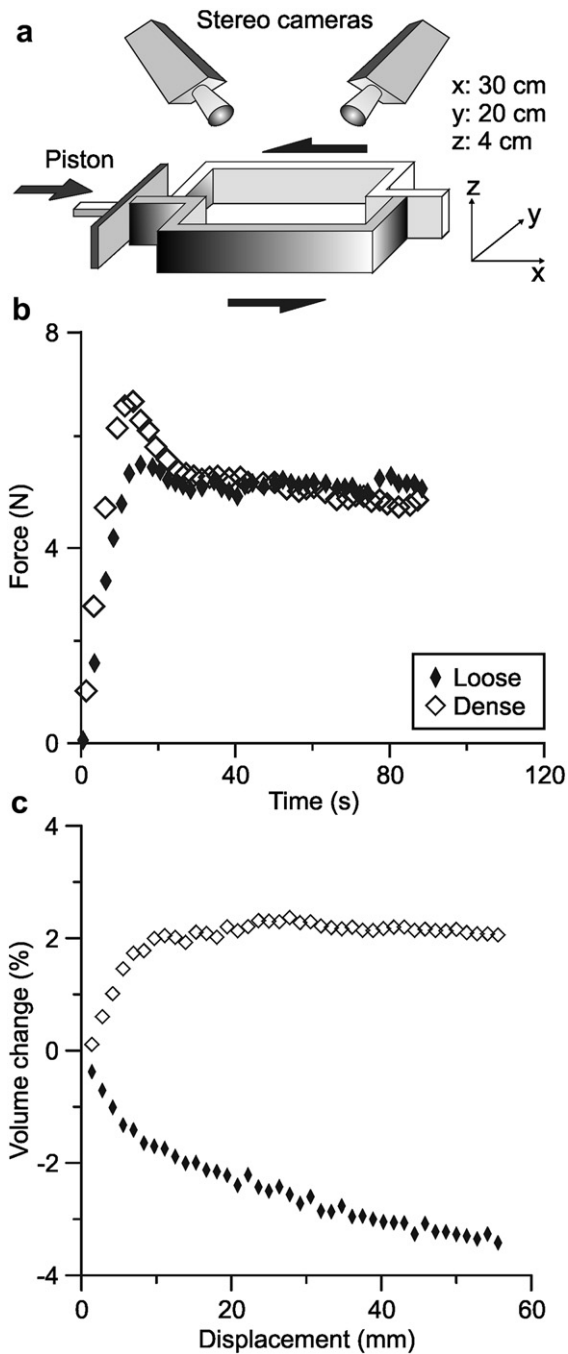 a
Stereo cameras
x: 30 cm
y: 20 cm
z: 4 cm
Piston
z
y
x
b
8
4
0
Force (N)
Loose
Dense
0
40
80
120
Time (s)
c
4
2
0
-2
-4
Volume change (%)
0
20
40
60
Displacement (mm)